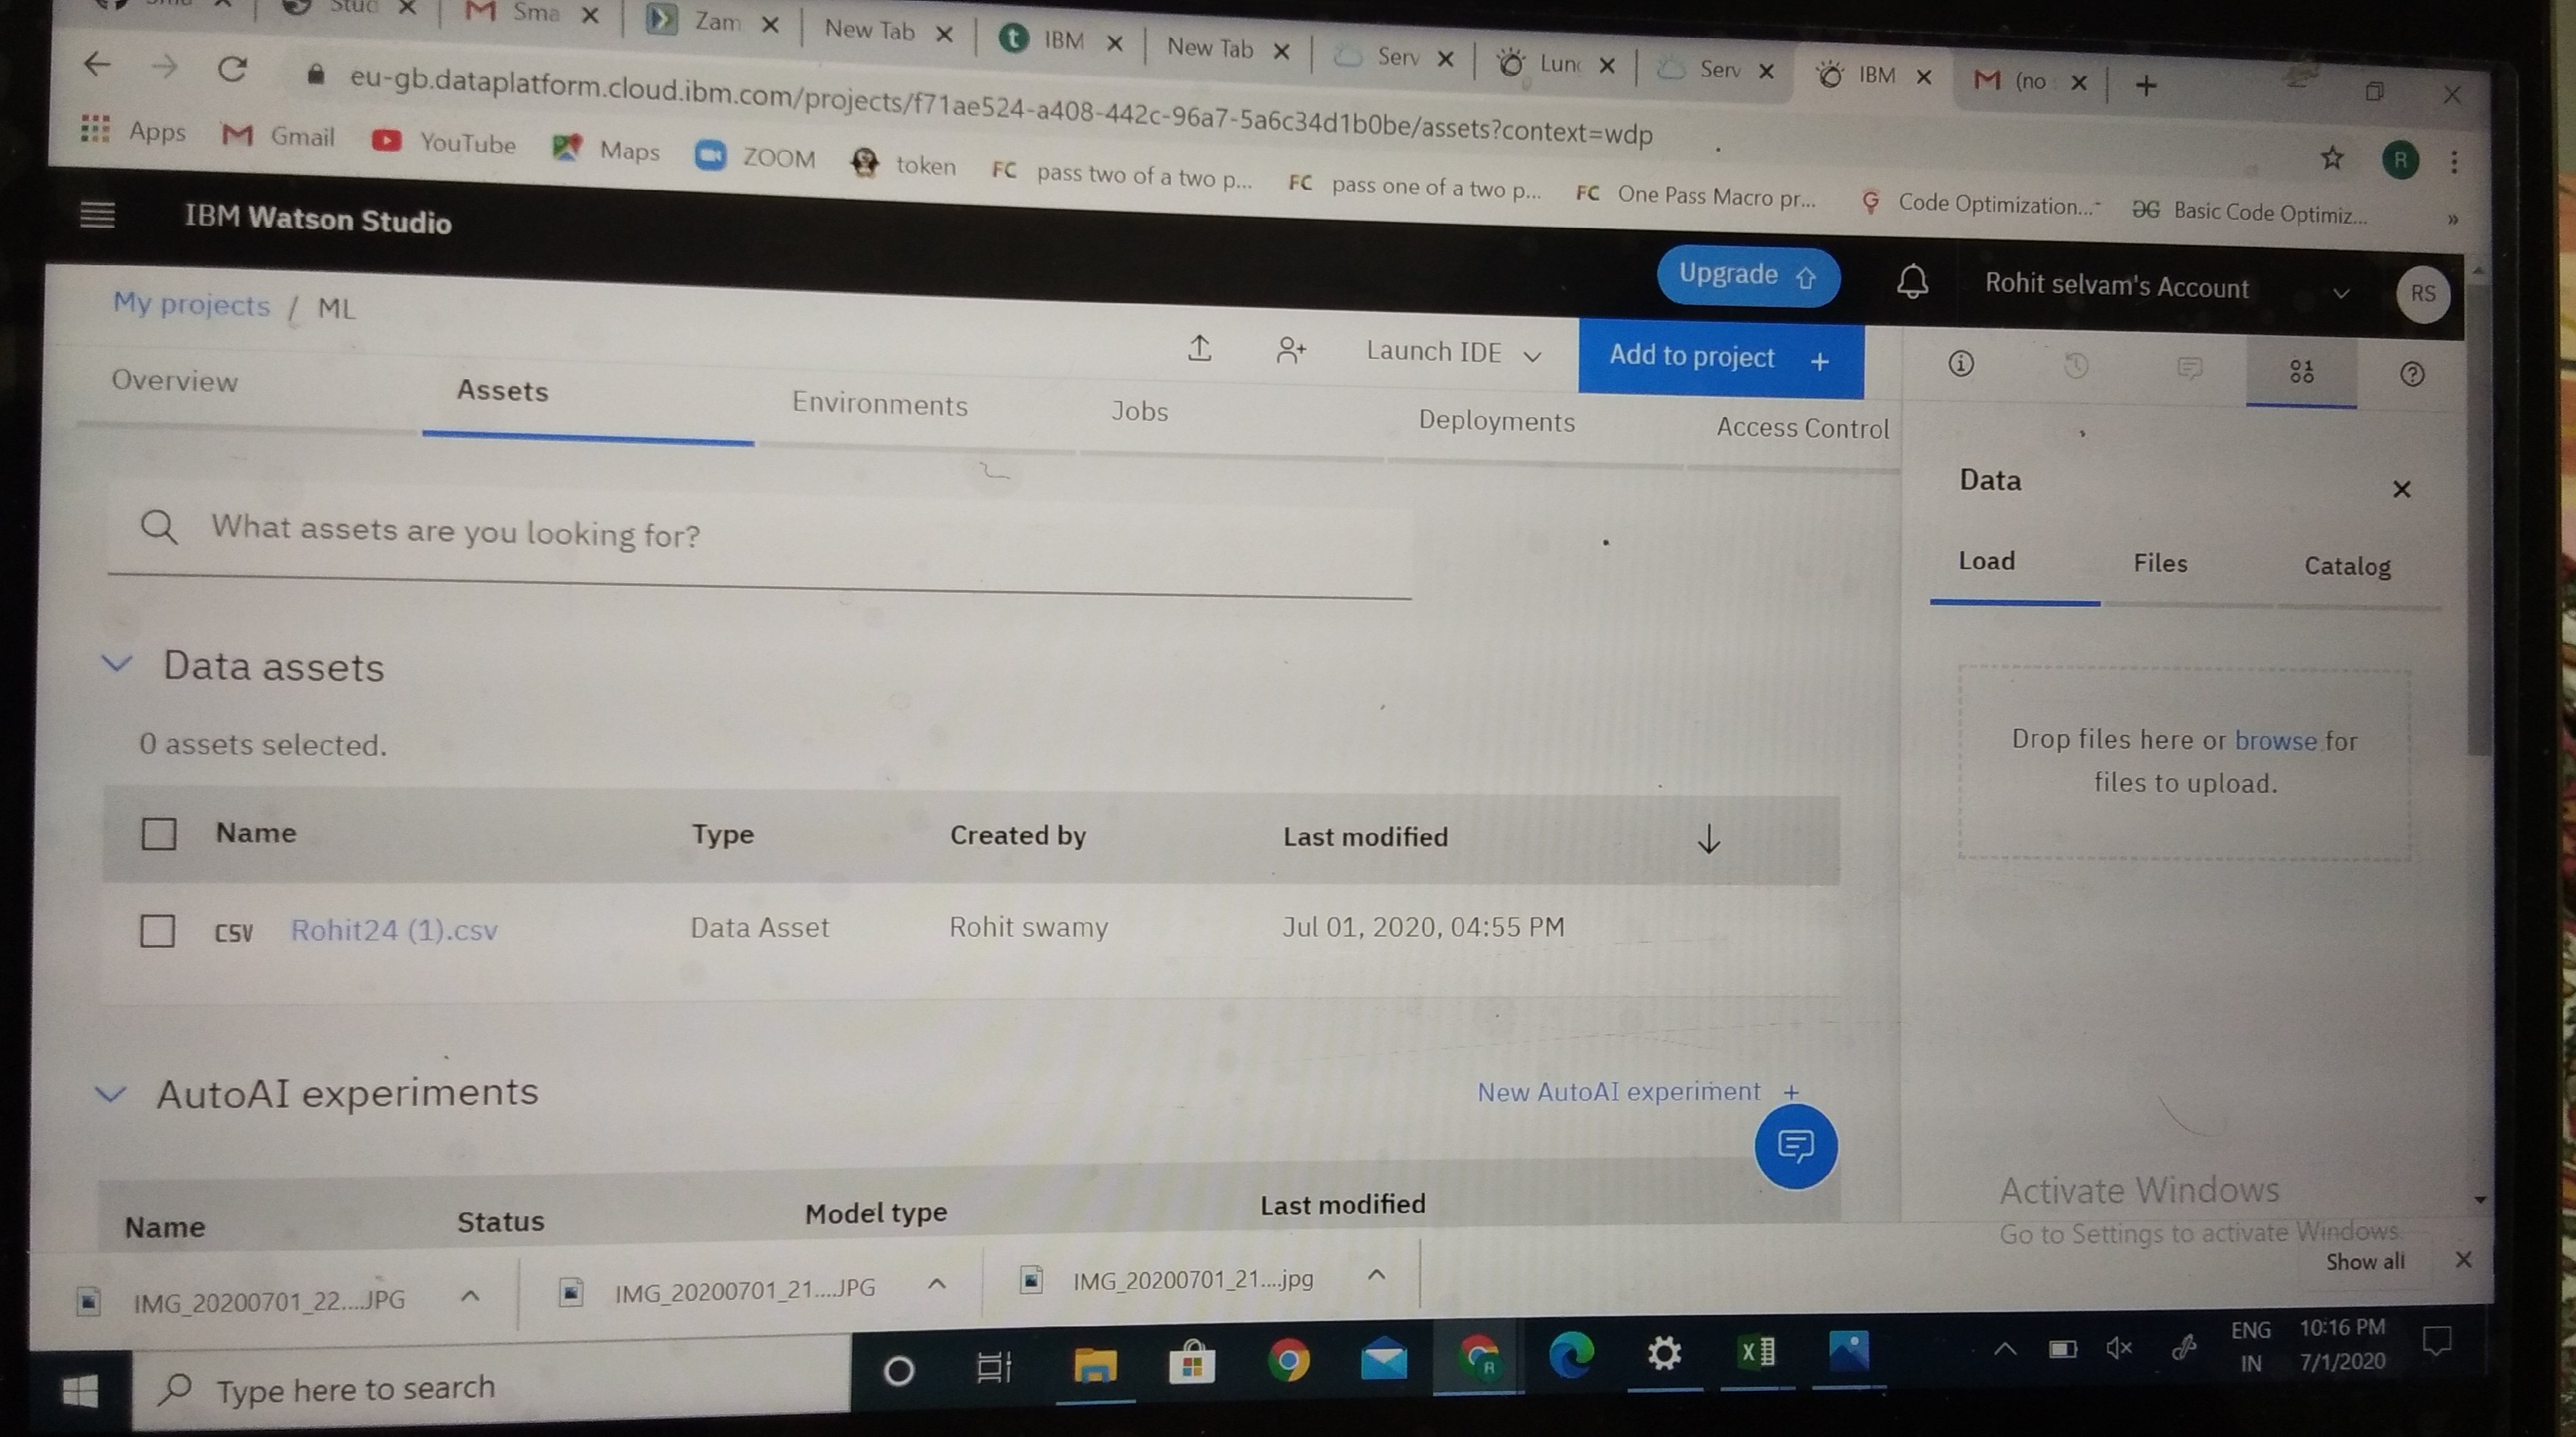 Stud
Sma
Zam
New Tab
IBM
New Tab
Serv
Lun
Serv
IBM
(no
eu-gb.dataplatform.cloud.ibm.com/projects/f71ae524-a408-442c-96a7-5a6c34d1b0be/assets?context=wdp
Apps Gmail YouTube Maps ZOOM token FC pass two of a two p... FC pass one of a two p... FC One Pass Macro pr... Code Optimization... Basic Code Optimiz... »
R
IBM Watson Studio
Upgrade
Rohit selvam's Account
RS
My projects / ML
Launch IDE
Add to project +
Overview Assets Environments Jobs Deployments Access Control
What assets are you looking for?
Data assets
0 assets selected.
Name Type Created by Last modified
CSV Rohit24 (1).csv Data Asset Rohit swamy Jul 01, 2020, 04:55 PM
AutoAI experiments
New AutoAI experiment +
Name Status Model type Last modified
Data
Load Files Catalog
Drop files here or browse for
files to upload.
Activate Windows
Go to Settings to activate Windows.
IMG_20200701_22....JPG
IMG_20200701_21....JPG
IMG_20200701_21....jpg
Show all
Type here to search
R
ENG
IN
10:16 PM
7/1/2020